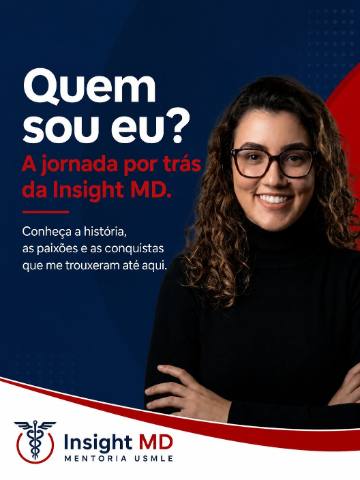 Quem
sou eu?
A jornada por trás
da Insight MD.
Conheça a história,
as paixões e as conquistas
que me trouxeram até aqui.
Insight MD
MENTORIA USMLE